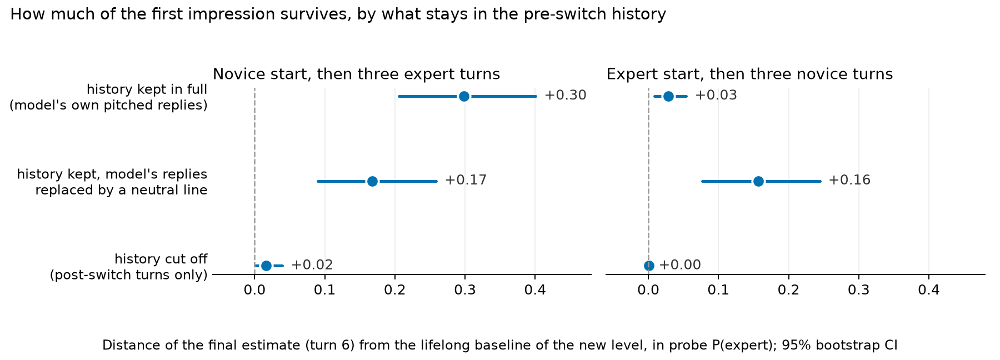 How much of the first impression survives, by what stays in the pre-switch history
Novice start, then three expert turns
Expert start, then three novice turns
history kept in full
(model's own pitched replies)
+0.30
+0.03
history kept, model's replies
replaced by a neutral line
+0.17
+0.16
history cut off
(post-switch turns only)
+0.02
+0.00
0.0 0.1 0.2 0.3 0.4
0.0 0.1 0.2 0.3 0.4
Distance of the final estimate (turn 6) from the lifelong baseline of the new level, in probe P(expert); 95% bootstrap CI